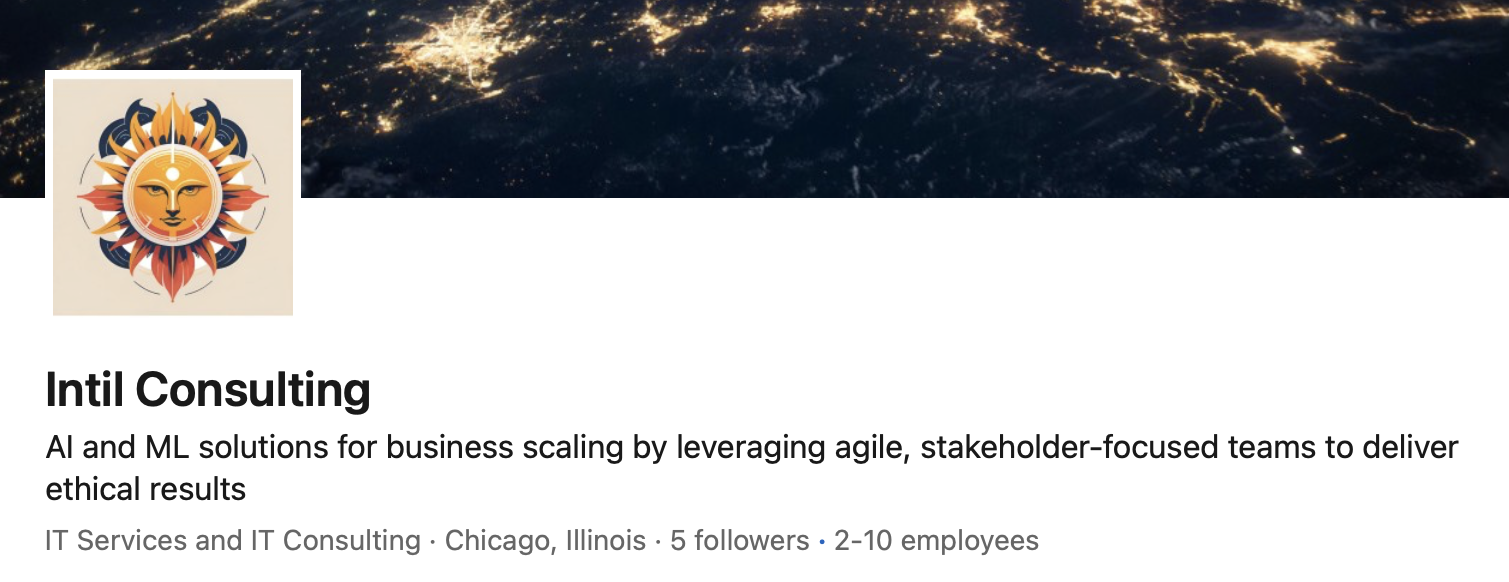 Intil Consulting
AI and ML solutions for business scaling by leveraging agile, stakeholder-focused teams to deliver
ethical results
IT Services and IT Consulting · Chicago, Illinois · 5 followers · 2-10 employees